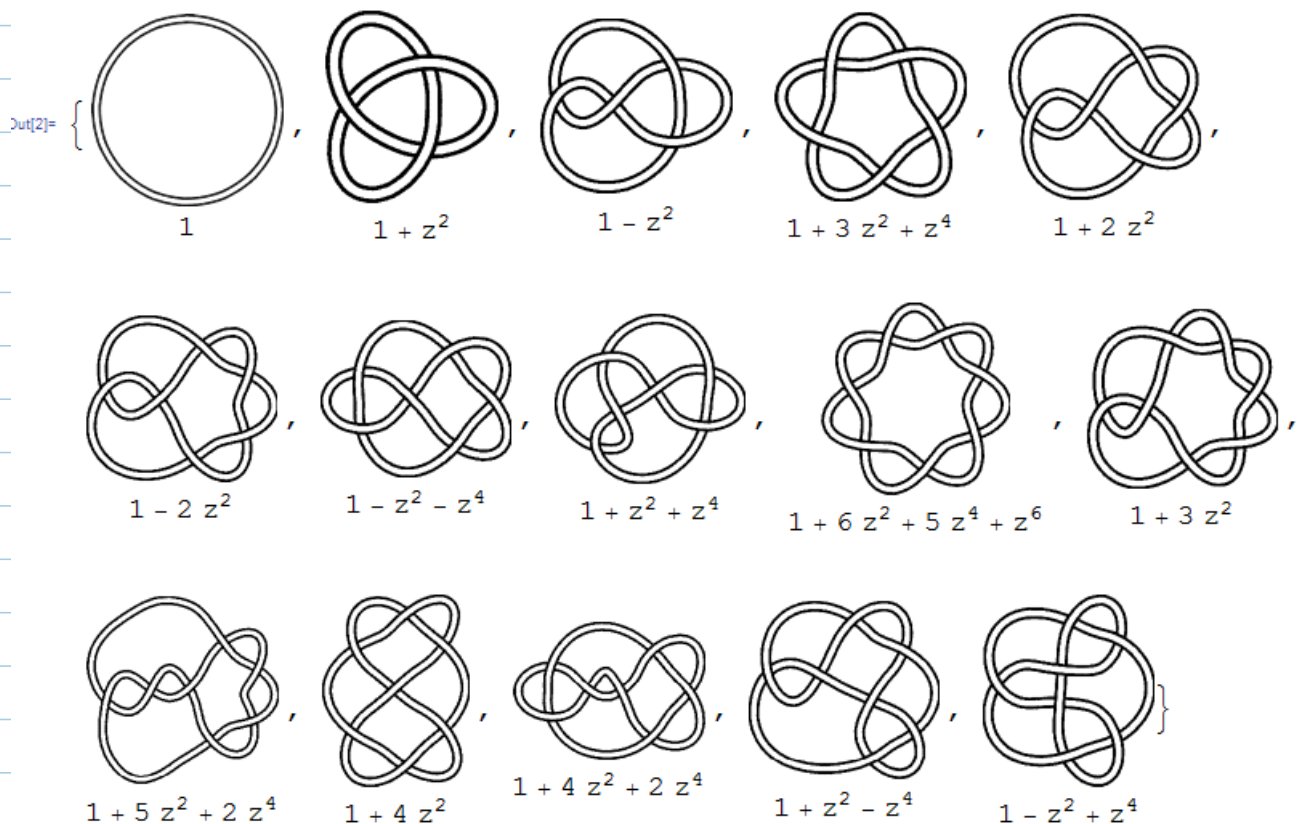 Out[2]= { , , , , ,
1 1 + z² 1 - z² 1 + 3 z² + z⁴ 1 + 2 z²
, , , , ,
1 - 2 z² 1 - z² - z⁴ 1 + z² + z⁴ 1 + 6 z² + 5 z⁴ + z⁶ 1 + 3 z²
, , , , }
1 + 5 z² + 2 z⁴ 1 + 4 z² 1 + 4 z² + 2 z⁴ 1 + z² - z⁴ 1 - z² + z⁴